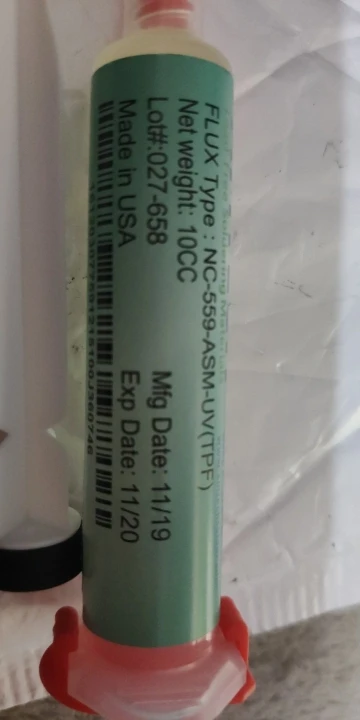 FLUX Type : NC-559-ASM-UV(TPF)
Net weight: 10CC
Lot#:027-658 Mfg Date: 11/19
Made in USA Exp Date: 11/20